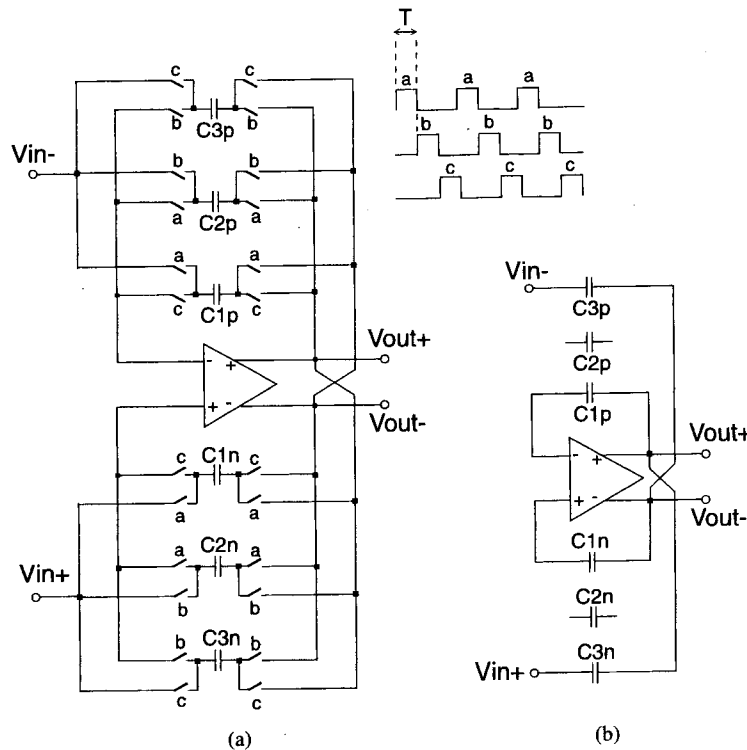 T
a a a
b b b
c c c
c c
b b
C3p
Vin-
b b
a a
C2p
a a
c c
C1p
- +
+ -
Vout+
Vout-
C1n
c c
a a
C2n
a a
b b
Vin+
C3n
b b
c c
(a)
Vin-
C3p
C2p
C1p
- +
+ -
Vout+
Vout-
C1n
C2n
C3n
Vin+
(b)